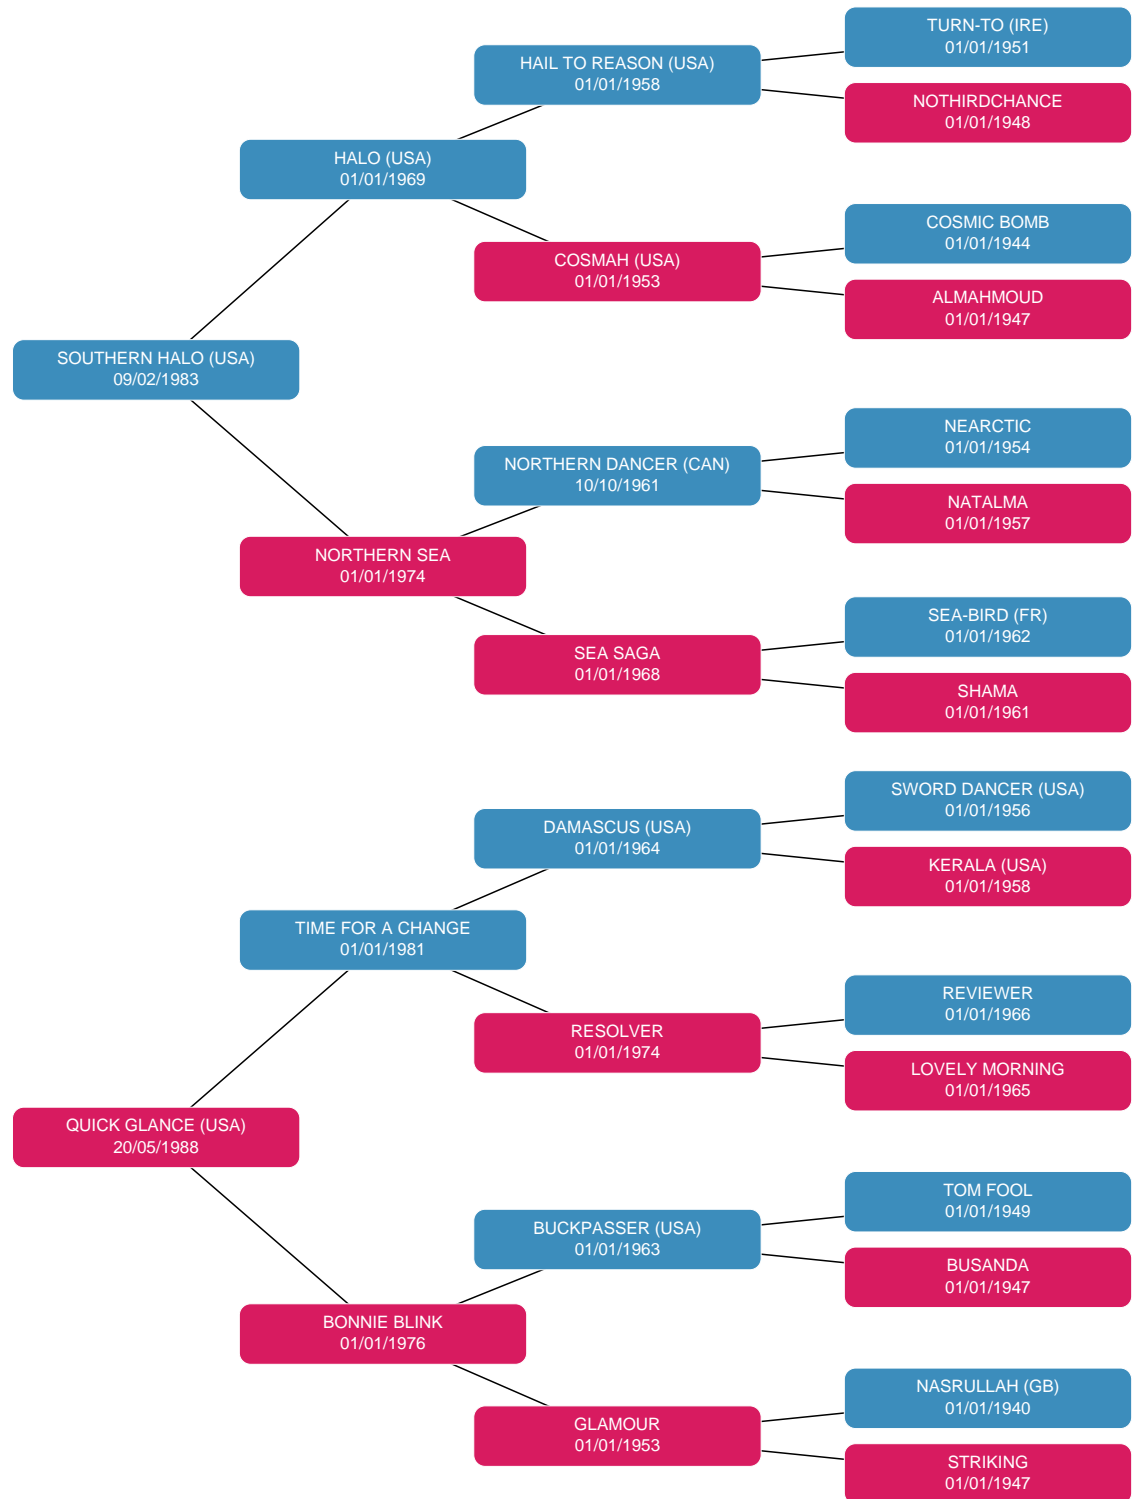 TURN-TO (IRE)
01/01/1951
HAIL TO REASON (USA)
01/01/1958
NOTHIRDCHANCE
01/01/1948
HALO (USA)
01/01/1969
COSMIC BOMB
01/01/1944
COSMAH (USA)
01/01/1953
ALMAHMOUD
01/01/1947
SOUTHERN HALO (USA)
09/02/1983
NEARCTIC
01/01/1954
NORTHERN DANCER (CAN)
10/10/1961
NATALMA
01/01/1957
NORTHERN SEA
01/01/1974
SEA-BIRD (FR)
01/01/1962
SEA SAGA
01/01/1968
SHAMA
01/01/1961
SWORD DANCER (USA)
01/01/1956
DAMASCUS (USA)
01/01/1964
KERALA (USA)
01/01/1958
TIME FOR A CHANGE
01/01/1981
REVIEWER
01/01/1966
RESOLVER
01/01/1974
LOVELY MORNING
01/01/1965
QUICK GLANCE (USA)
20/05/1988
TOM FOOL
01/01/1949
BUCKPASSER (USA)
01/01/1963
BUSANDA
01/01/1947
BONNIE BLINK
01/01/1976
NASRULLAH (GB)
01/01/1940
GLAMOUR
01/01/1953
STRIKING
01/01/1947